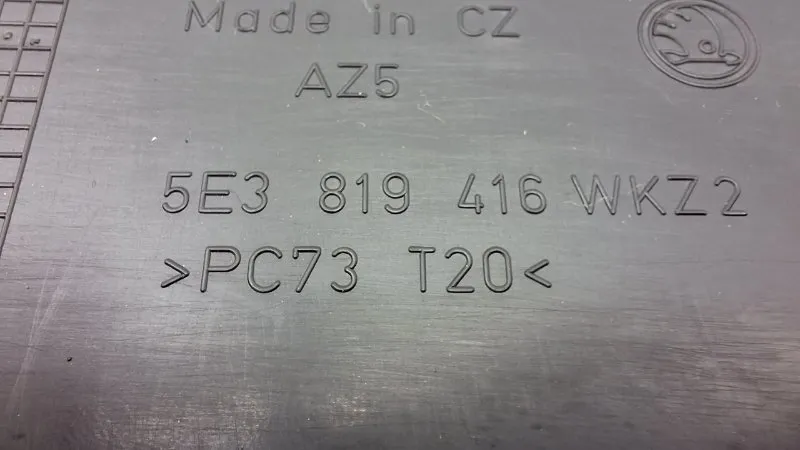 Made in CZ
AZ5
5E3 819 416 WKZ2
>PC73 T20<